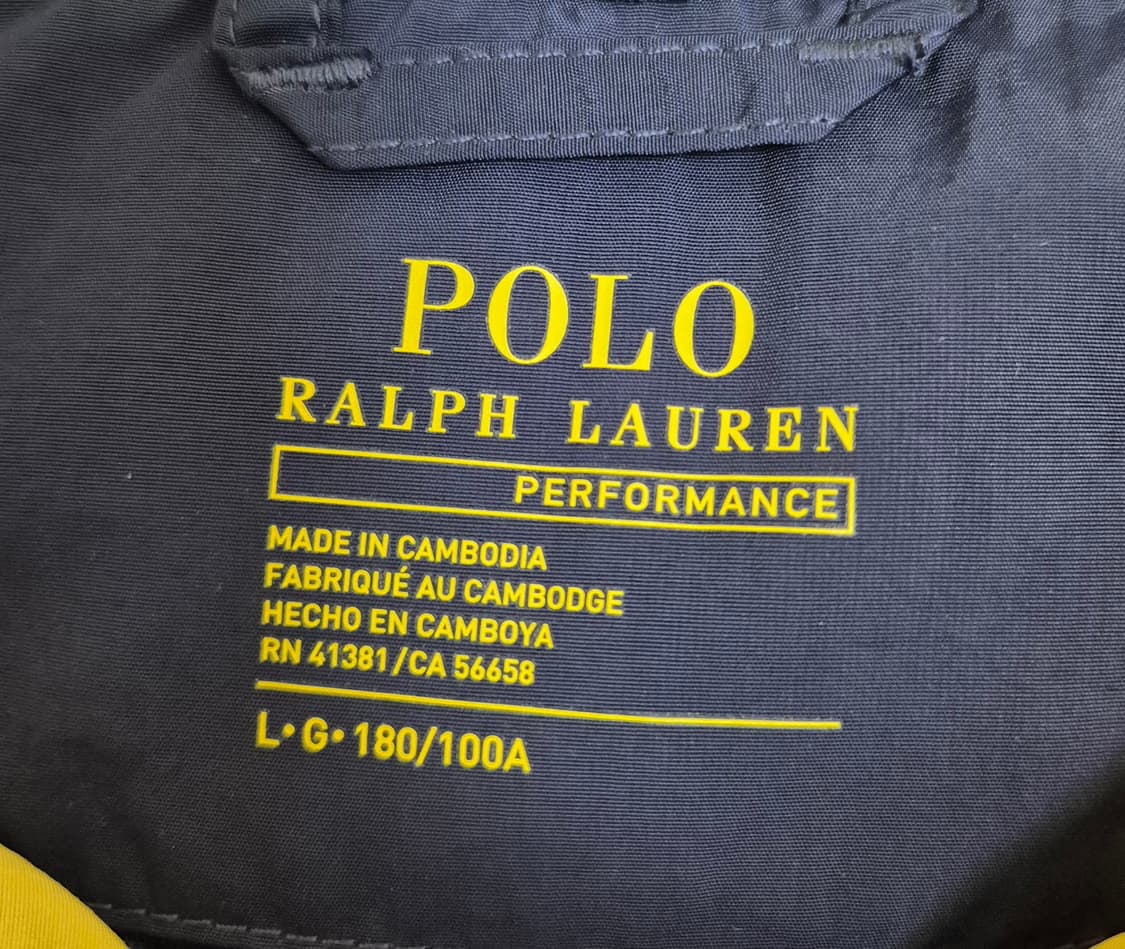 POLO
RALPH LAUREN
PERFORMANCE
MADE IN CAMBODIA
FABRIQUÉ AU CAMBODGE
HECHO EN CAMBOYA
RN 41381/CA 56658
L•G•180/100A